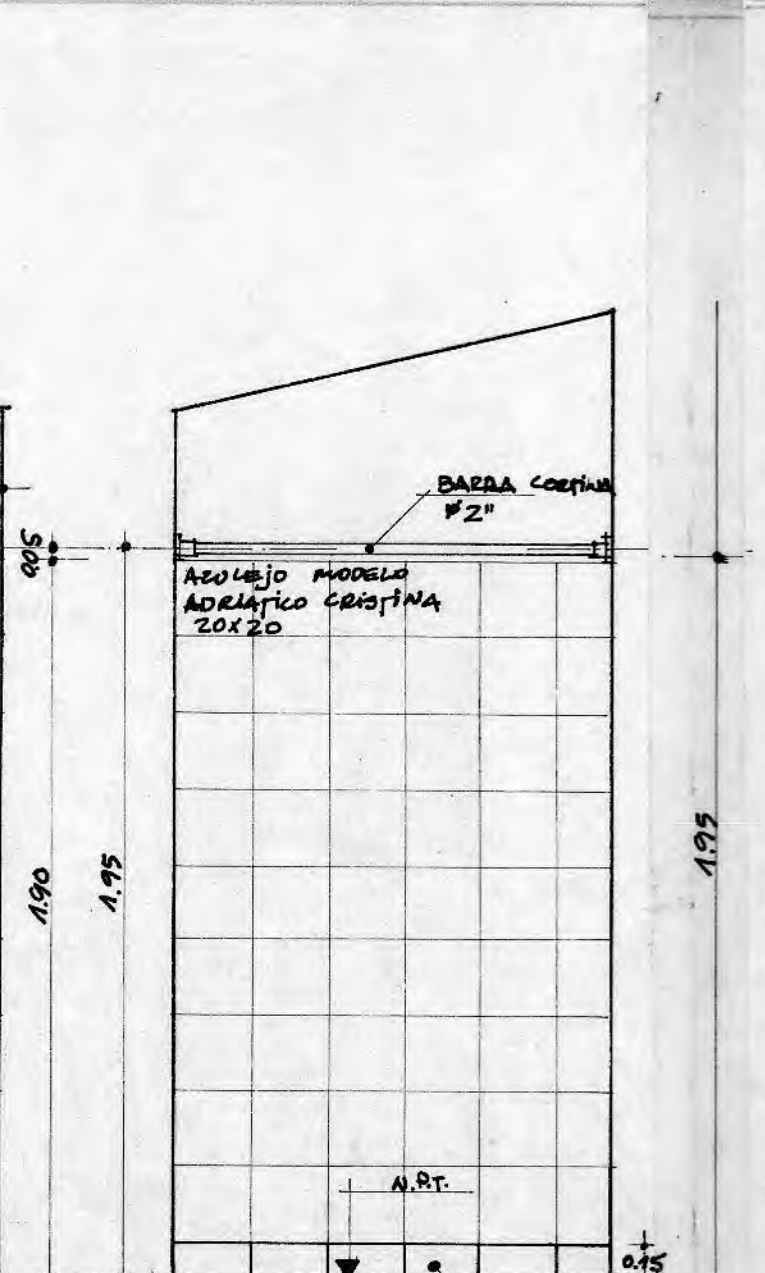 BARRA CORTINA
ø 2"
0.05
AZULEJO MODELO
ADRIATICO CRISTINA
20X20
1.90
1.95
1.95
N.P.T.
0.15